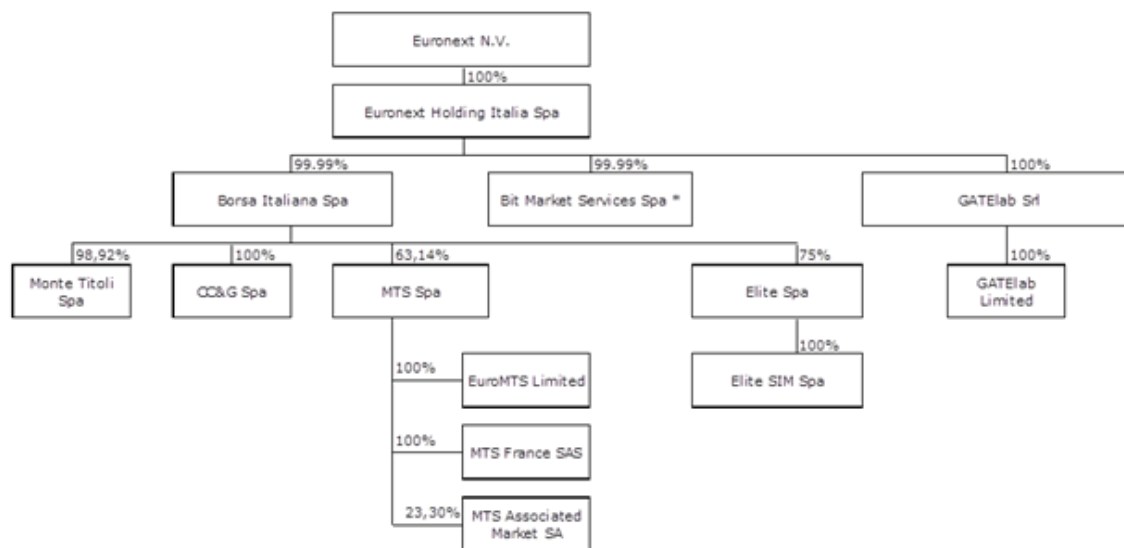 Euronext N.V.
100%
Euronext Holding Italia Spa
99.99%
99.99%
100%
Borsa Italiana Spa
Bit Market Services Spa *
GATElab Srl
98,92%
100%
63,14%
75%
100%
Monte Titoli
Spa
CC&G Spa
MTS Spa
Elite Spa
GATElab
Limited
100%
100%
EuroMTS Limited
Elite SIM Spa
100%
MTS France SAS
23,30%
MTS Associated
Market SA